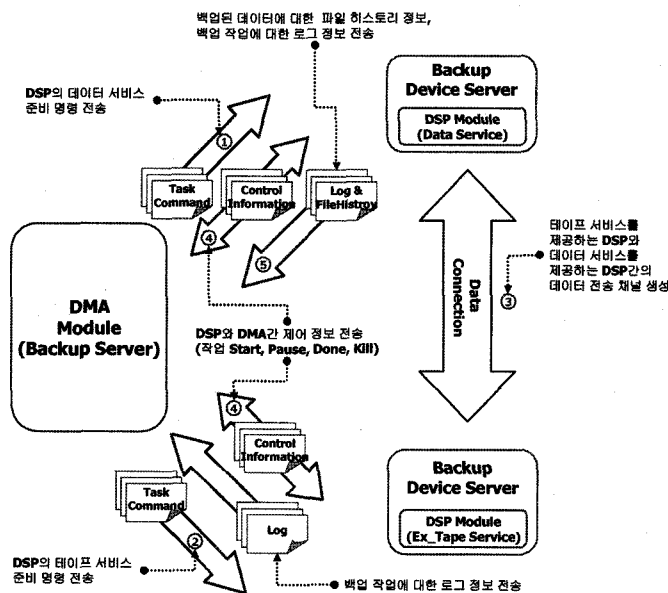 백업된 데이터에 대한 파일 히스토리 정보,
백업 작업에 대한 로그 정보 전송
DSP의 데이터 서비스
준비 명령 전송
①
Task
Command
Control
Information
Log &
FileHistroy
④
⑤
Backup
Device Server
DSP Module
(Data Service)
DMA
Module
(Backup Server)
Data
Connection
테이프 서비스를
제공하는 DSP와
데이터 서비스를
제공하는 DSP간의
데이터 전송 채널 생성
③
DSP와 DMA간 제어 정보 전송
(작업 Start, Pause, Done, Kill)
④
Control
Information
Task
Command
Log
②
Backup
Device Server
DSP Module
(Ex_Tape Service)
DSP의 테이프 서비스
준비 명령 전송
백업 작업에 대한 로그 정보 전송